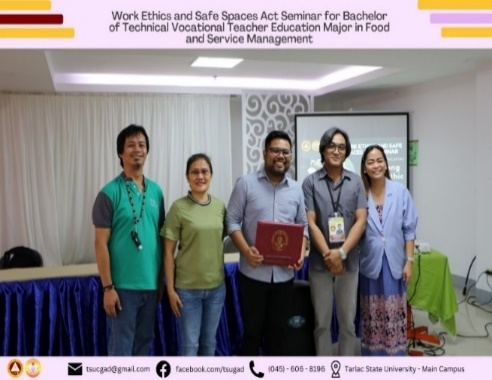 Work Ethics and Safe Spaces Act Seminar for Bachelor
of Technical Vocational Teacher Education Major in Food
and Service Management
tsucgad@gmail.com
facebook.com/tsugad
(045) - 606 - 8196
Tarlac State University - Main Campus